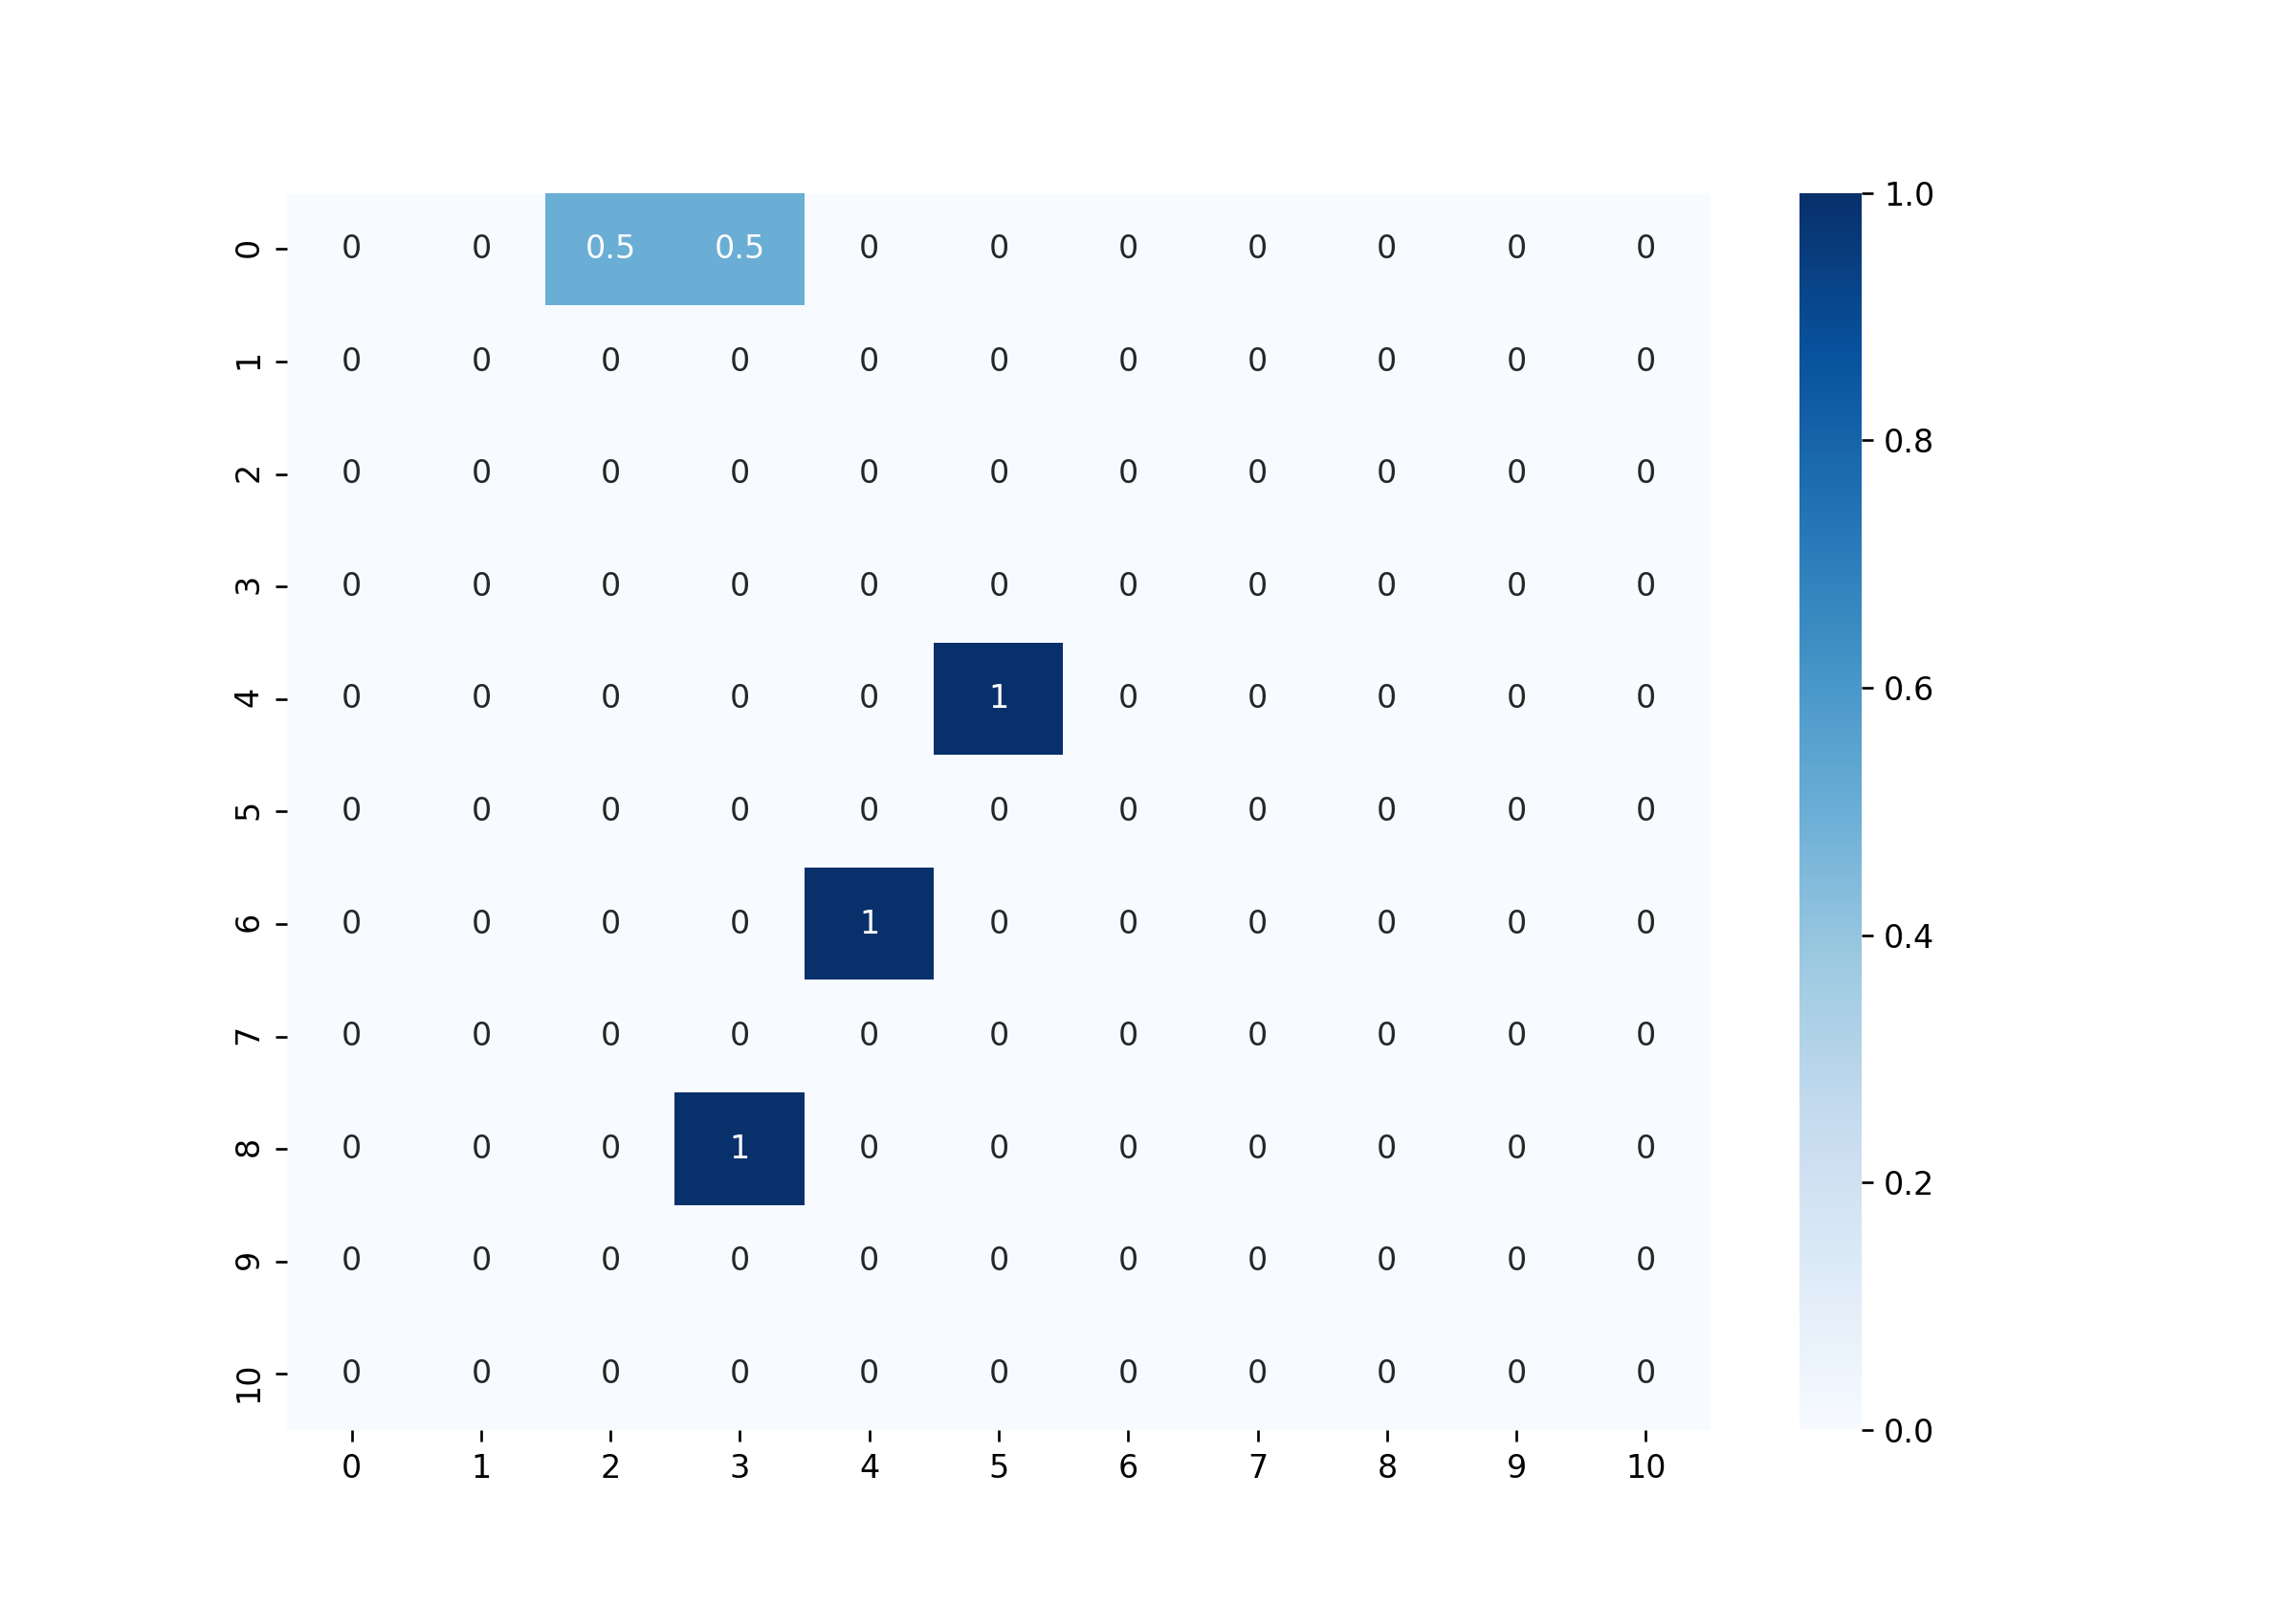 1.0
0 0 0 0.5 0.5 0 0 0 0 0 0 0
1 0 0 0 0 0 0 0 0 0 0 0
0.8
2 0 0 0 0 0 0 0 0 0 0 0
3 0 0 0 0 0 0 0 0 0 0 0
0.6
4 0 0 0 0 0 1 0 0 0 0 0
5 0 0 0 0 0 0 0 0 0 0 0
6 0 0 0 0 1 0 0 0 0 0 0
0.4
7 0 0 0 0 0 0 0 0 0 0 0
8 0 0 0 1 0 0 0 0 0 0 0
0.2
9 0 0 0 0 0 0 0 0 0 0 0
10 0 0 0 0 0 0 0 0 0 0 0
0.0
0 1 2 3 4 5 6 7 8 9 10